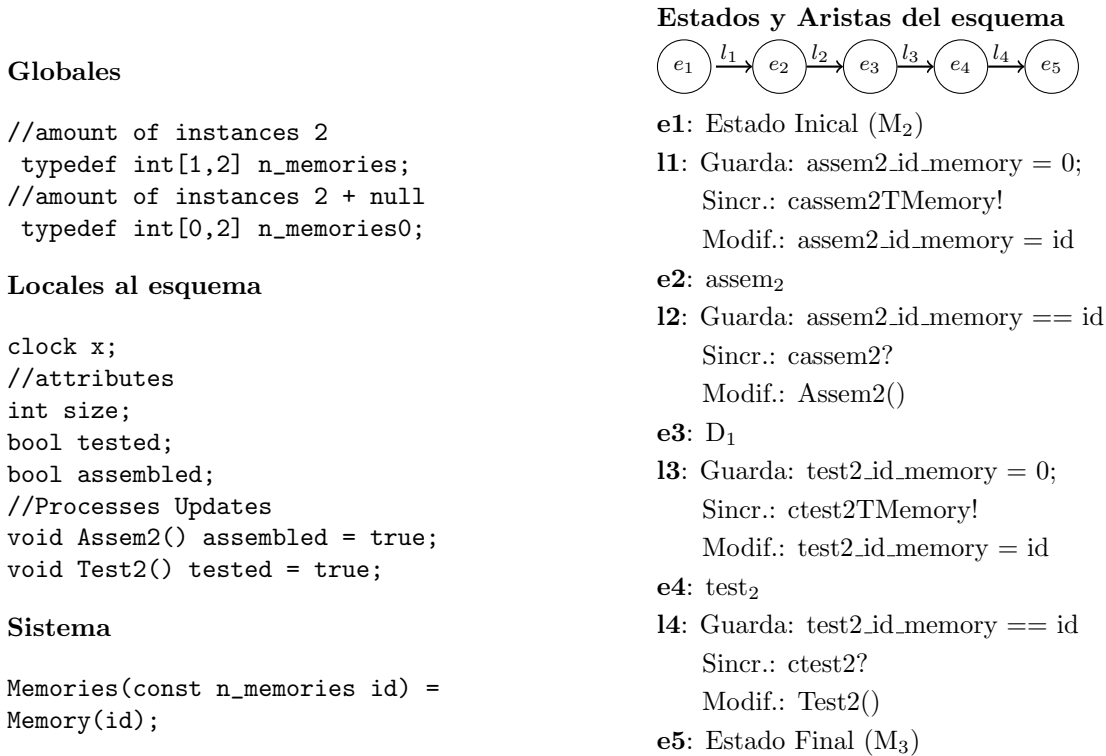 Globales
//amount of instances 2
typedef int[1,2] n_memories;
//amount of instances 2 + null
typedef int[0,2] n_memories0;
Locales al esquema
clock x;
//attributes
int size;
bool tested;
bool assembled;
//Processes Updates
void Assem2() assembled = true;
void Test2() tested = true;
Sistema
Memories(const n_memories id) =
Memory(id);
Estados y Aristas del esquema
e₁ l₁ e₂ l₂ e₃ l₃ e₄ l₄ e₅
e1: Estado Inical (M₂)
l1: Guarda: assem2_id_memory = 0;
Sincr.: cassem2TMemory!
Modif.: assem2_id_memory = id
e2: assem₂
l2: Guarda: assem2_id_memory == id
Sincr.: cassem2?
Modif.: Assem2()
e3: D₁
l3: Guarda: test2_id_memory = 0;
Sincr.: ctest2TMemory!
Modif.: test2_id_memory = id
e4: test₂
l4: Guarda: test2_id_memory == id
Sincr.: ctest2?
Modif.: Test2()
e5: Estado Final (M₃)